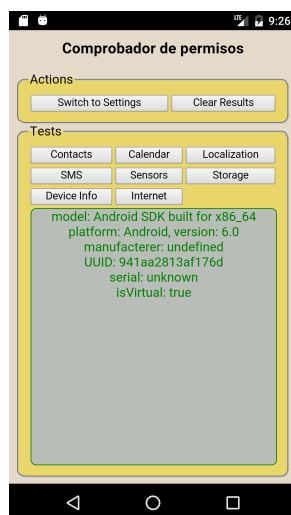 LTE 9:26
Comprobador de permisos
Actions
Switch to Settings Clear Results
Tests
Contacts Calendar Localization
SMS Sensors Storage
Device Info Internet
model: Android SDK built for x86_64
platform: Android, version: 6.0
manufacterer: undefined
UUID: 941aa2813af176d
serial: unknown
isVirtual: true